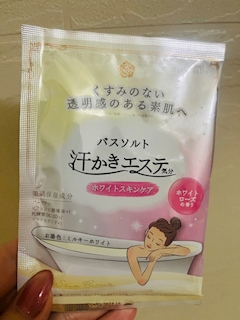 くすみのない
透明感のある素肌へ
バスソルト
汗かきエステ気分
ホワイトスキンケア
ホワイト
ローズ
の香り
お湯色：ミルキーホワイト